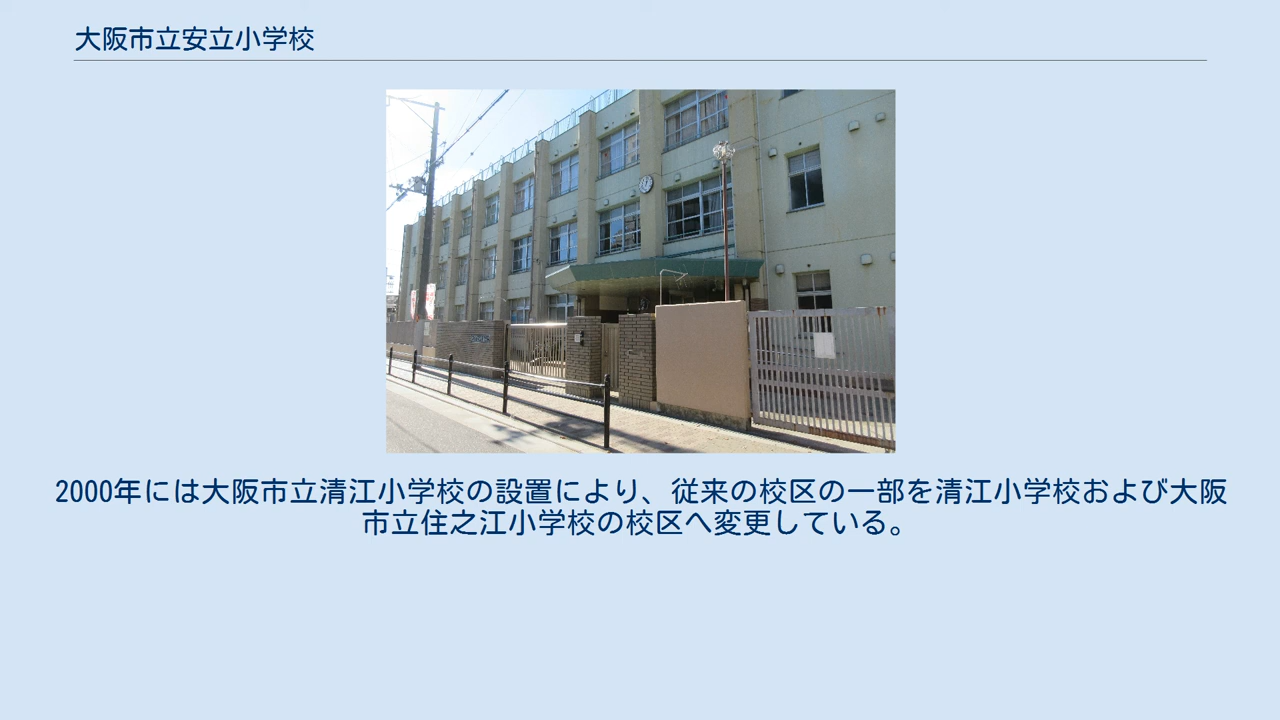 大阪市立安立小学校
2000年には大阪市立清江小学校の設置により、従来の校区の一部を清江小学校および大阪
市立住之江小学校の校区へ変更している。